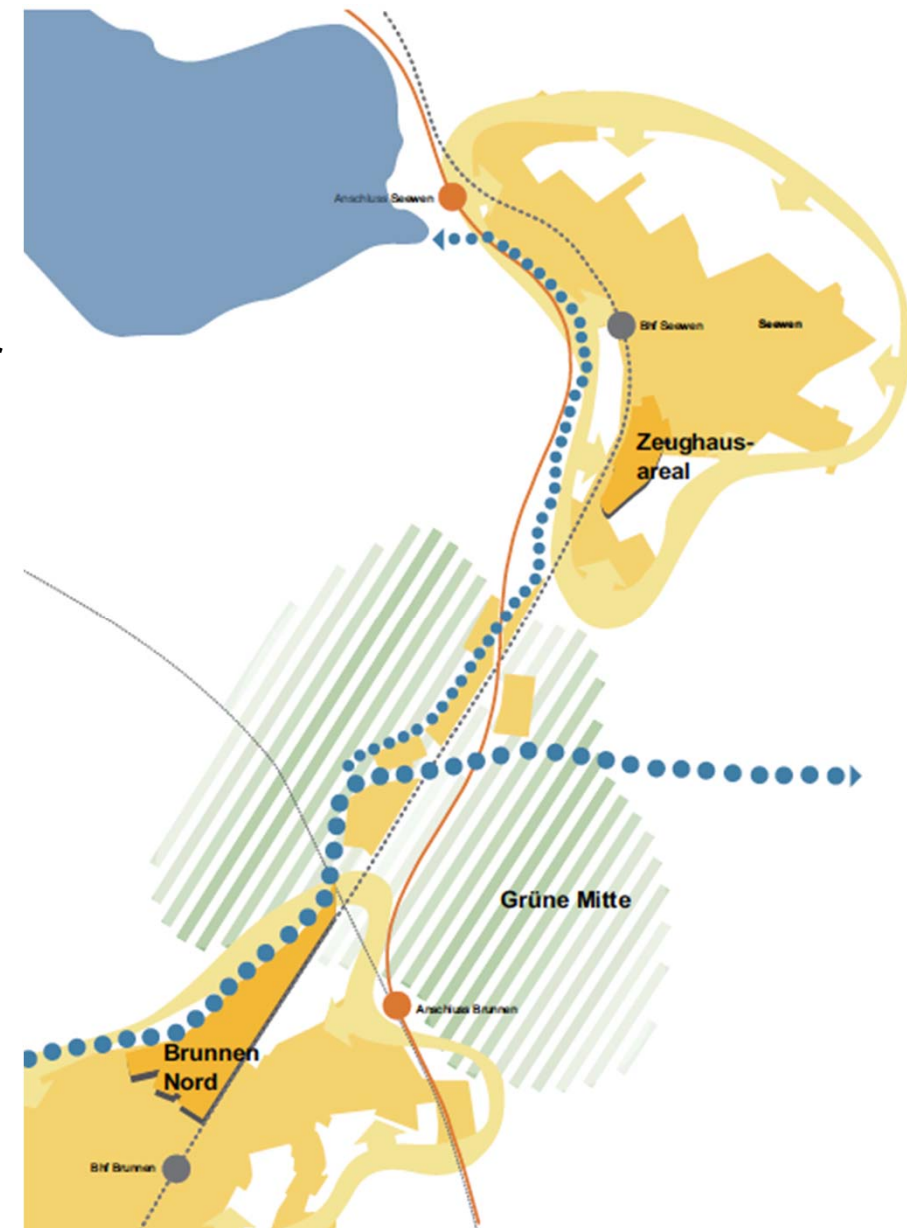 Anschluss Seewen
Bhf Seewen
Seewen
Zeughaus-
areal
Grüne Mitte
Anschluss Brunnen
Brunnen
Nord
Bhf Brunnen